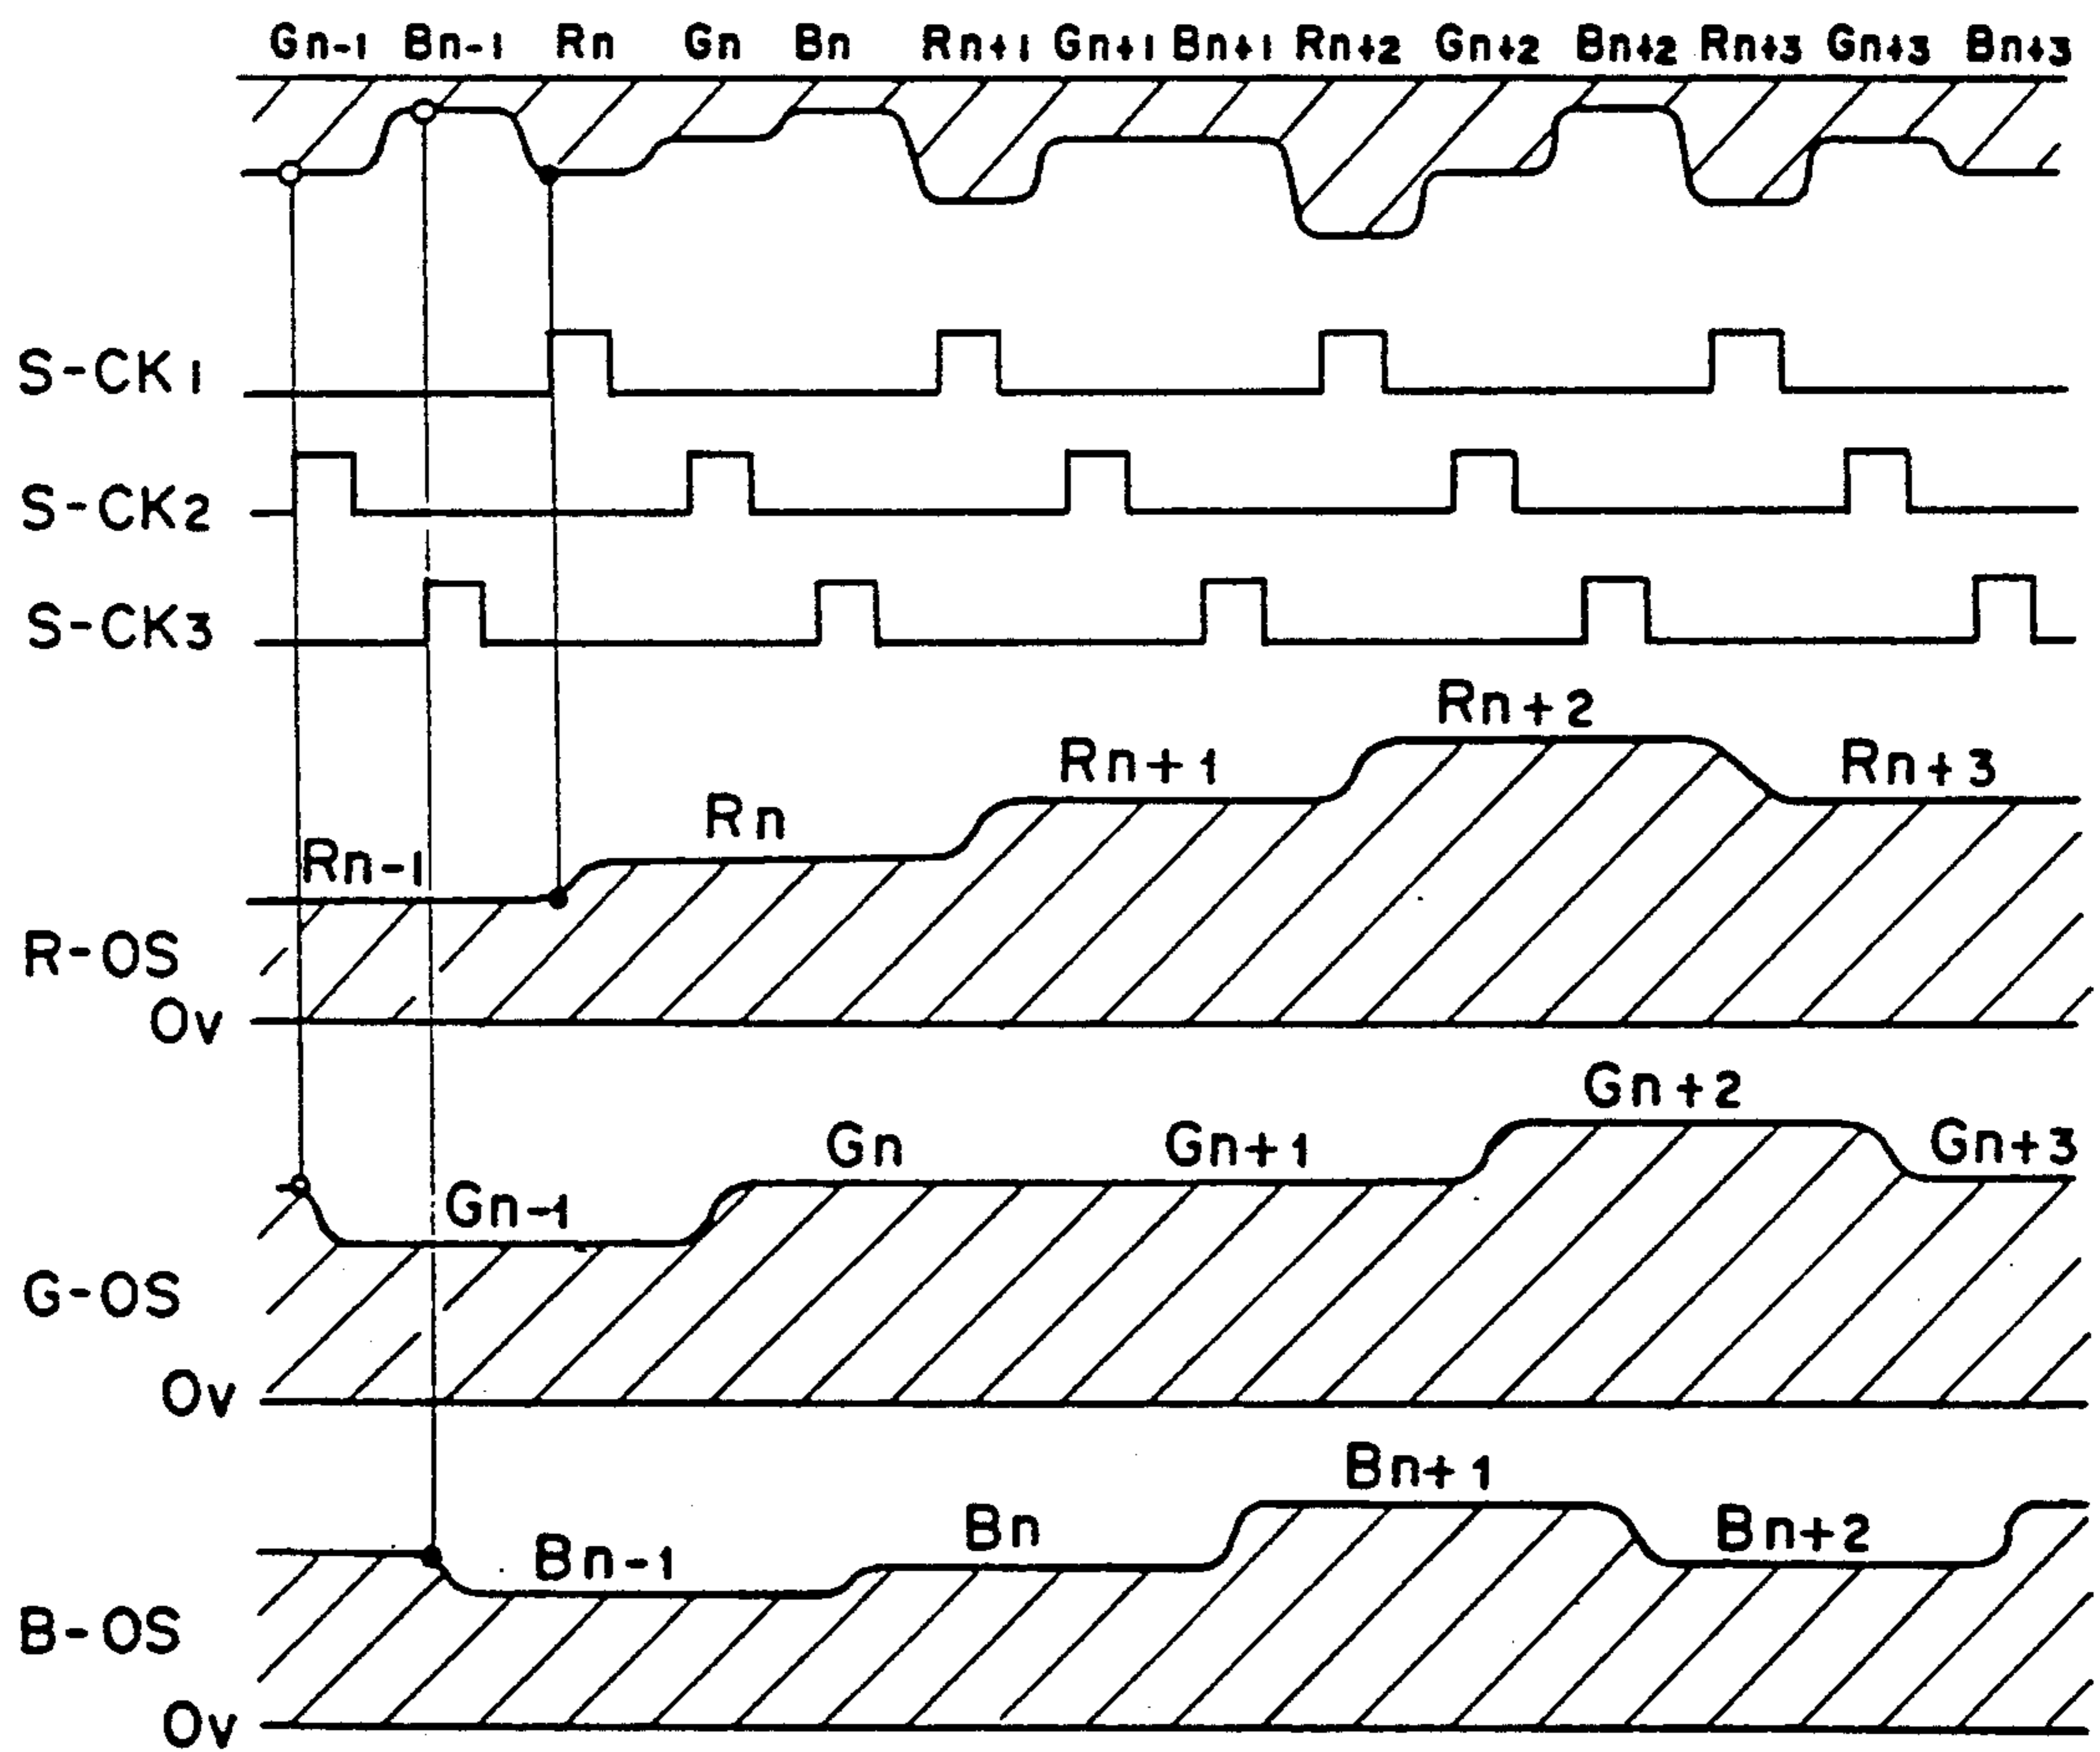 Gn-1 Bn-1 Rn Gn Bn Rn+1 Gn+1 Bn+1 Rn+2 Gn+2 Bn+2 Rn+3 Gn+3 Bn+3
S-CK1
S-CK2
S-CK3
Rn-1 Rn Rn+1 Rn+2 Rn+3
R-OS
Ov
Gn-1 Gn Gn+1 Gn+2 Gn+3
G-OS
Ov
Bn-1 Bn Bn+1 Bn+2
B-OS
Ov